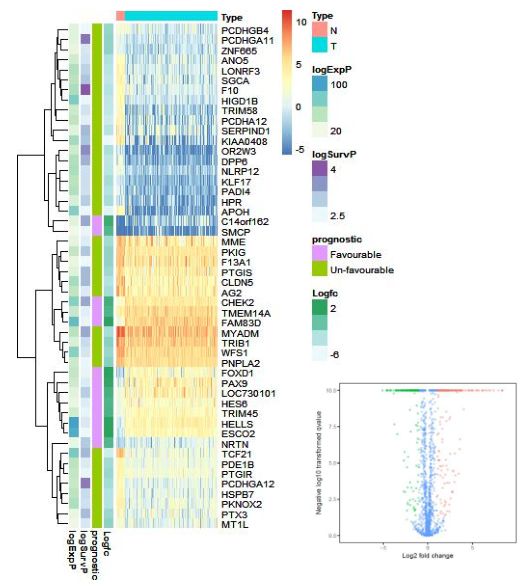 Type
PCDHGB4
PCDHGA11
ZNF665
ANO5
LONRF3
SGCA
F10
HIGD1B
TRIM58
PCDHA12
SERPIND1
KIAA0408
OR2W3
DPP6
NLRP12
KLF17
PADI4
HPR
APOH
C14orf162
SMCP
MME
PKIG
F13A1
PTGIS
CLDN5
AG2
CHEK2
TMEM14A
FAM83D
MYADM
TRIB1
WFS1
PNPLA2
FOXD1
PAX9
LOC730101
HES6
TRIM45
HELLS
ESCO2
NRTN
TCF21
PDE1B
PTGIR
PCDHGA12
HSPB7
PKNOX2
PTX3
MT1L
logExpP
logSurvP
prognostic
Logfc
10
5
0
-5
Type
N
T
logExpP
100
20
logSurvP
4
2.5
prognostic
Favourable
Un-favourable
Logfc
2
-6
Negative log10 transformed qvalue
10.0
7.5
5.0
2.5
0.0
-5
0
5
Log2 fold change